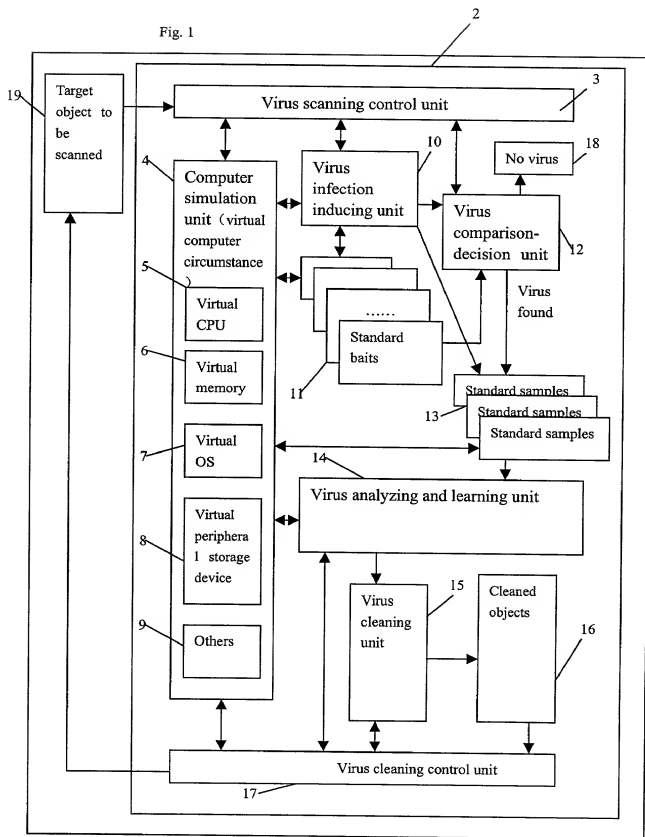 Fig. 1
2
19
Target
object to
be
scanned
Virus scanning control unit
3
4
Computer
simulation
unit（virtual
computer
circumstance
5
Virtual
CPU
6
Virtual
memory
7
Virtual
OS
8
Virtual
periphera
l storage
device
9
Others
10
Virus
infection
inducing unit
No virus
18
Virus
comparison-
decision unit
12
Virus
found
......
Standard
baits
11
Standard samples
13
Standard samples
Standard samples
14
Virus analyzing and learning unit
Virus
cleaning
unit
15
Cleaned
objects
16
Virus cleaning control unit
17